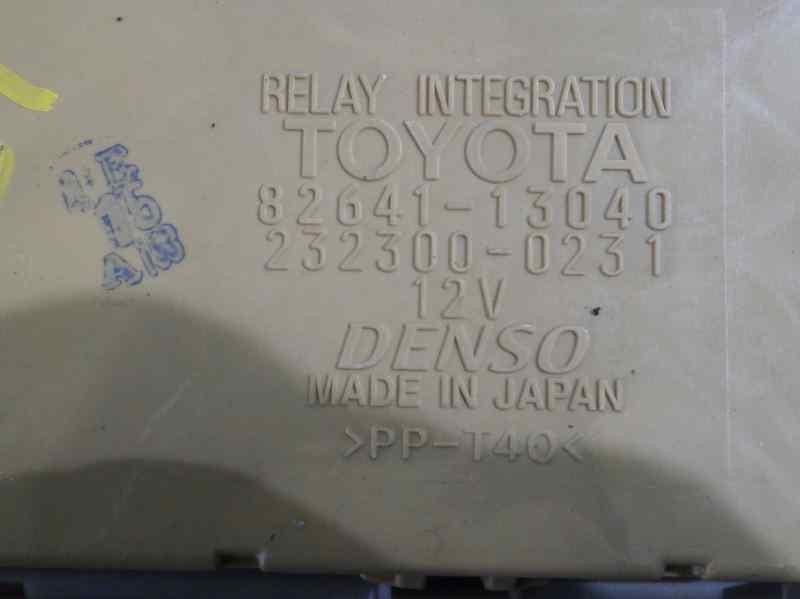 RELAY INTEGRATION
TOYOTA
82641-13040
232300-0231
12V
DENSO
MADE IN JAPAN
>PP-T40<